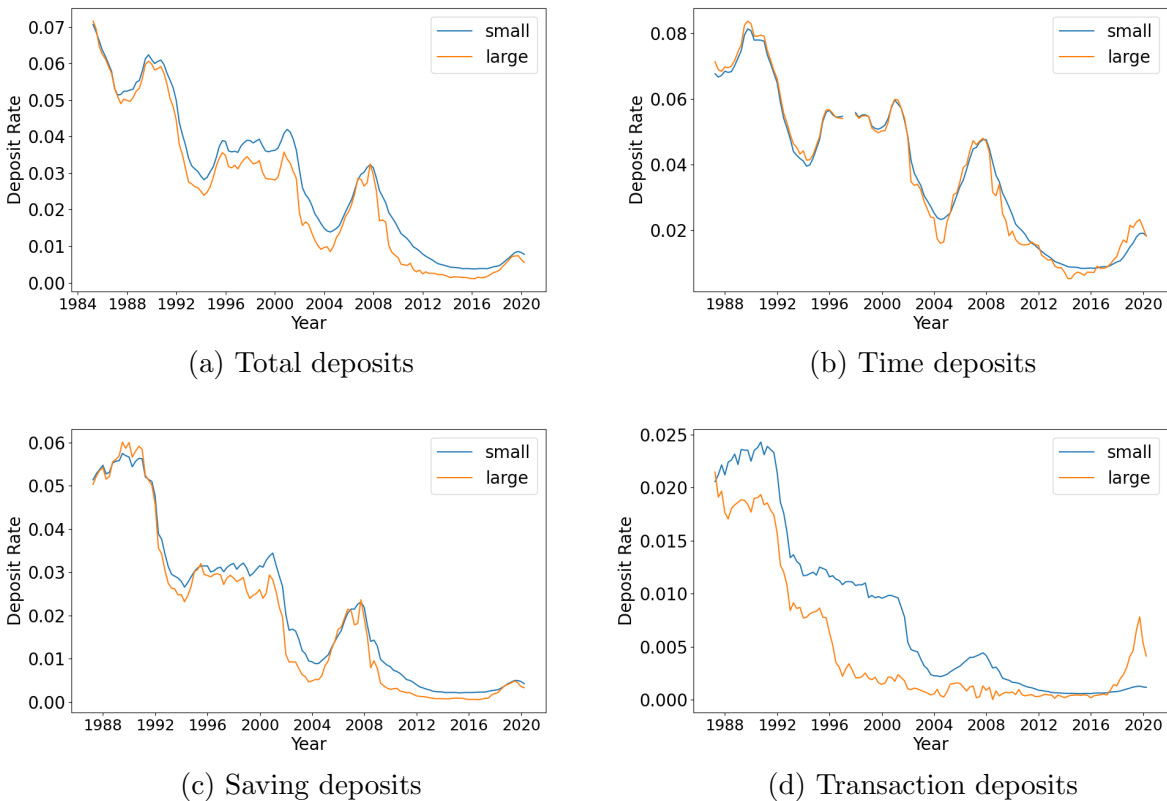 0.07
0.06
0.05
0.04
0.03
0.02
0.01
0.00
Deposit Rate
small
large
1984 1988 1992 1996 2000 2004 2008 2012 2016 2020
Year
(a) Total deposits
0.08
0.06
0.04
0.02
Deposit Rate
small
large
1988 1992 1996 2000 2004 2008 2012 2016 2020
Year
(b) Time deposits
0.06
0.05
0.04
0.03
0.02
0.01
0.00
Deposit Rate
small
large
1988 1992 1996 2000 2004 2008 2012 2016 2020
Year
(c) Saving deposits
0.025
0.020
0.015
0.010
0.005
0.000
Deposit Rate
small
large
1988 1992 1996 2000 2004 2008 2012 2016 2020
Year
(d) Transaction deposits